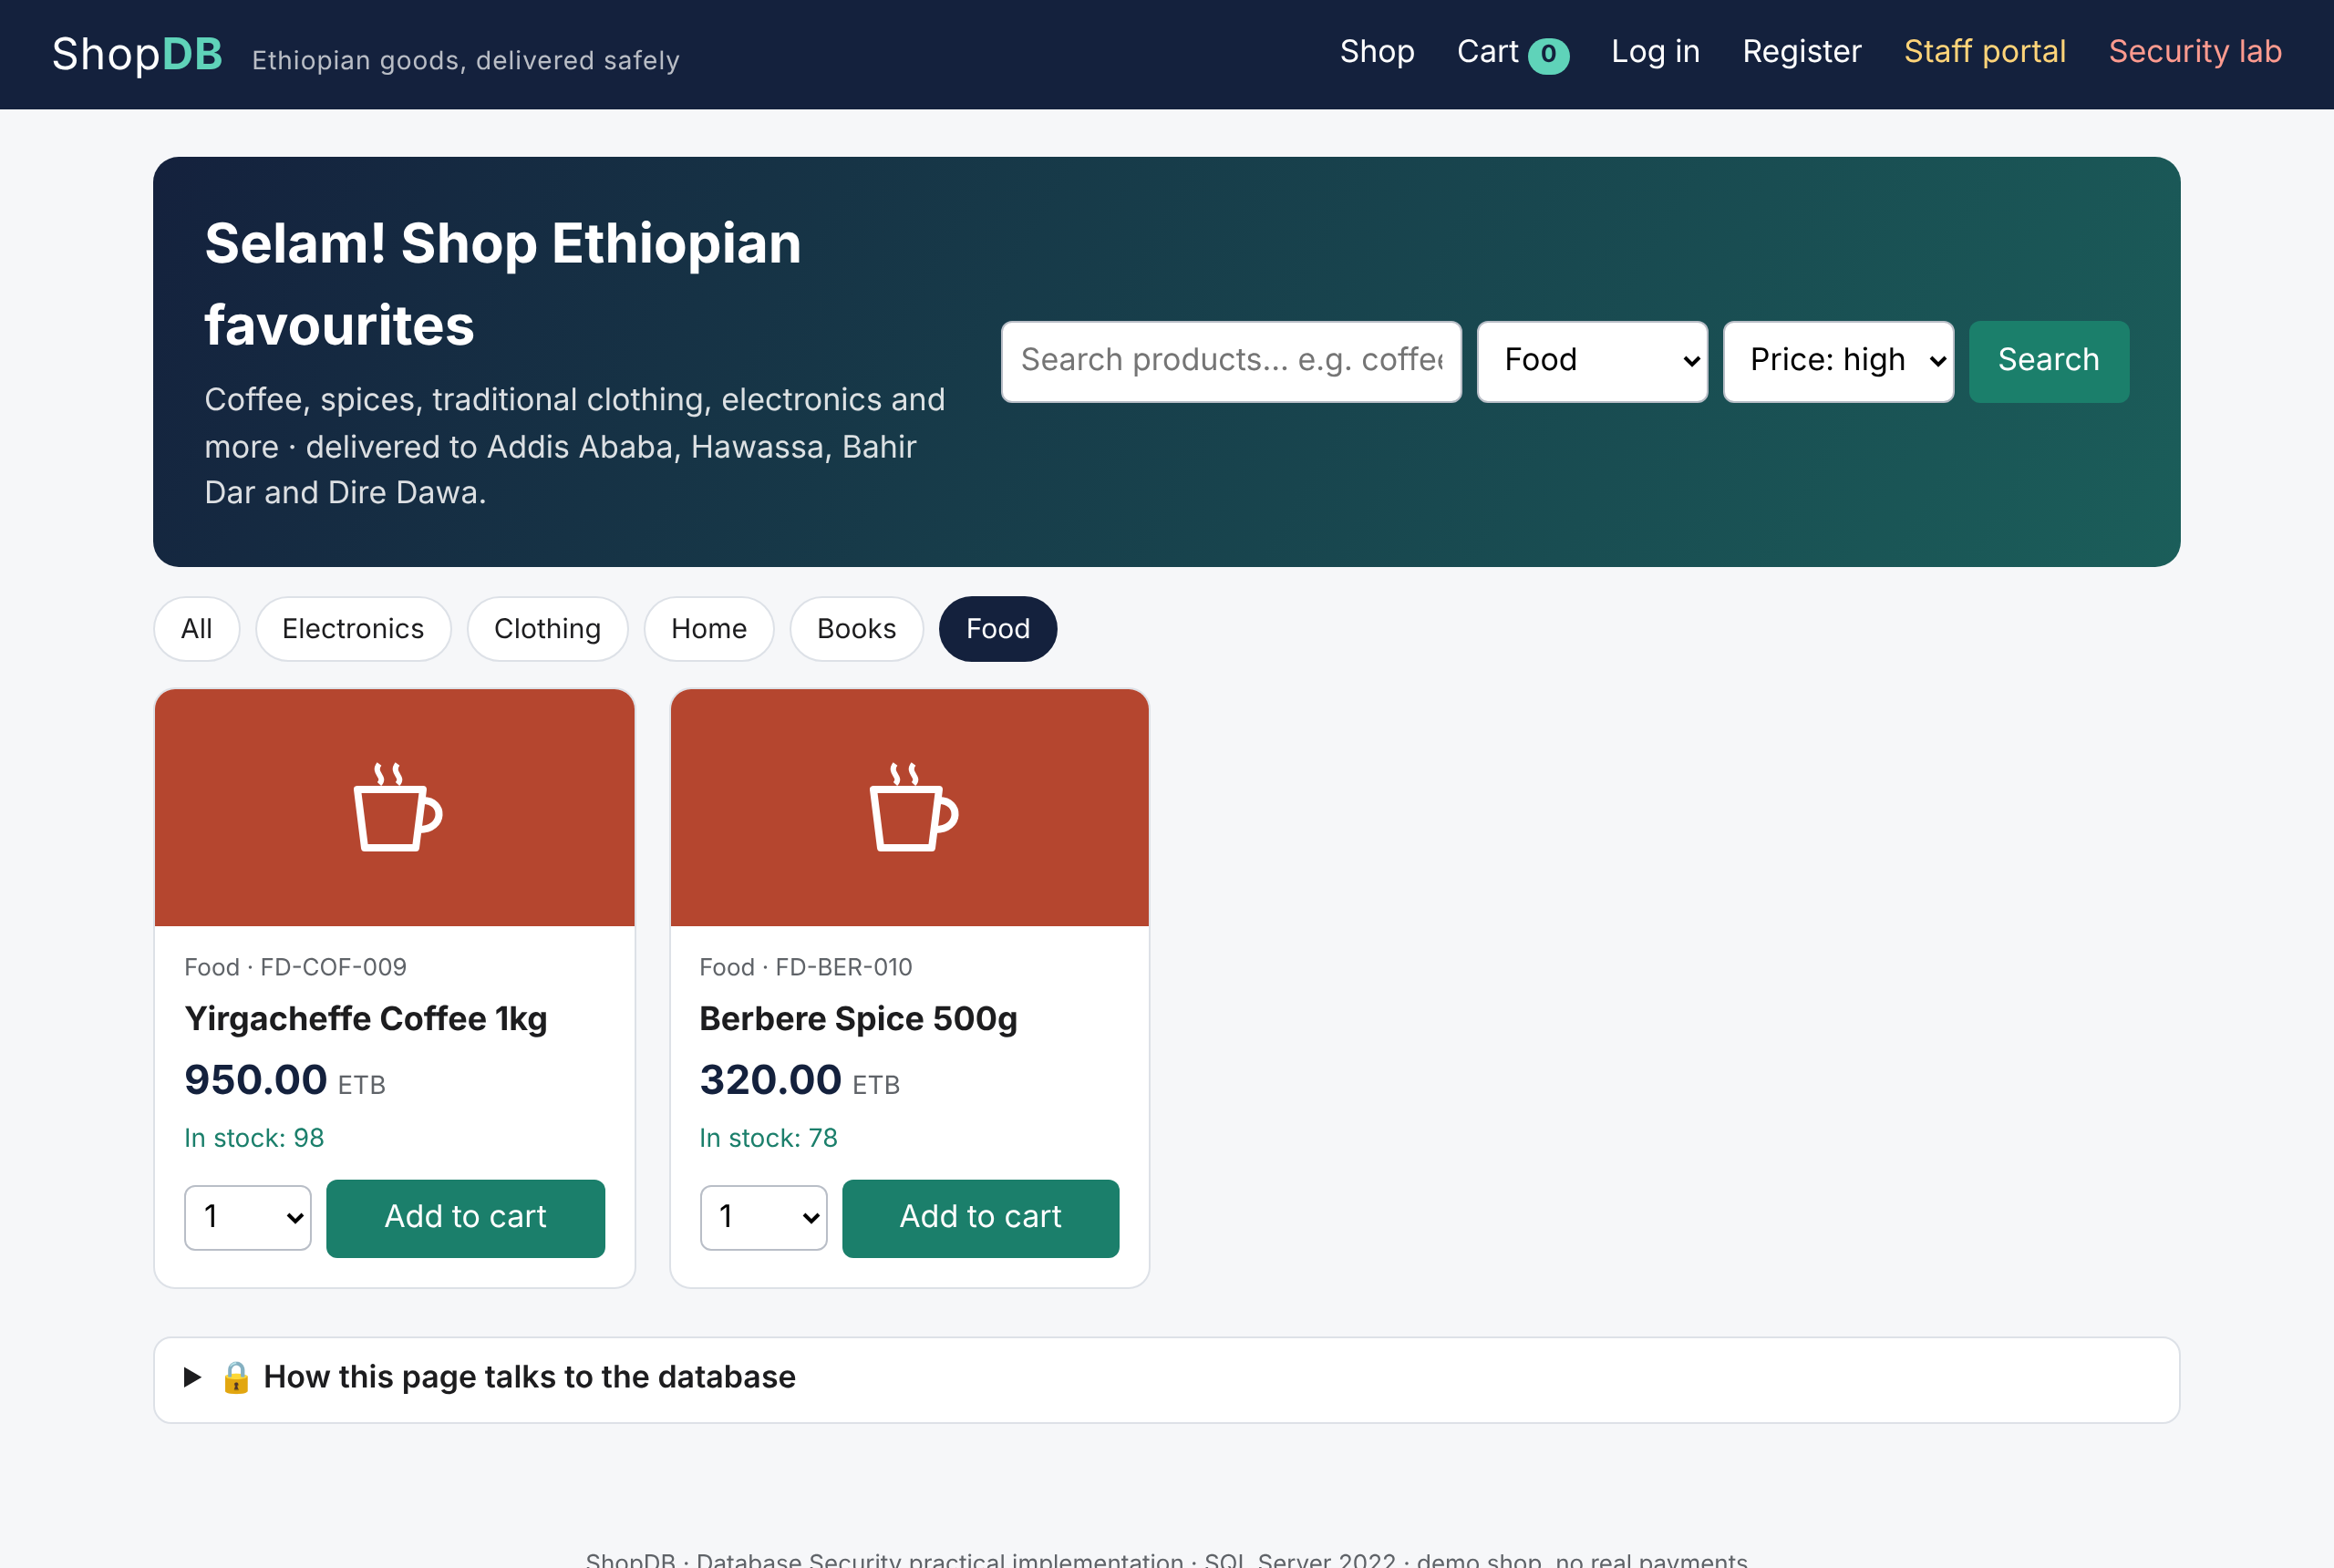 ShopDB Ethiopian goods, delivered safely Shop Cart 0 Log in Register Staff portal Security lab
Selam! Shop Ethiopian
favourites
Coffee, spices, traditional clothing, electronics and
more · delivered to Addis Ababa, Hawassa, Bahir
Dar and Dire Dawa.
Search products... e.g. coffee Food Price: high Search
All Electronics Clothing Home Books Food
Food · FD-COF-009
Yirgacheffe Coffee 1kg
950.00 ETB
In stock: 98
1 Add to cart
Food · FD-BER-010
Berbere Spice 500g
320.00 ETB
In stock: 78
1 Add to cart
How this page talks to the database
ShopDB · Database Security practical implementation · SQL Server 2022 · demo shop, no real payments